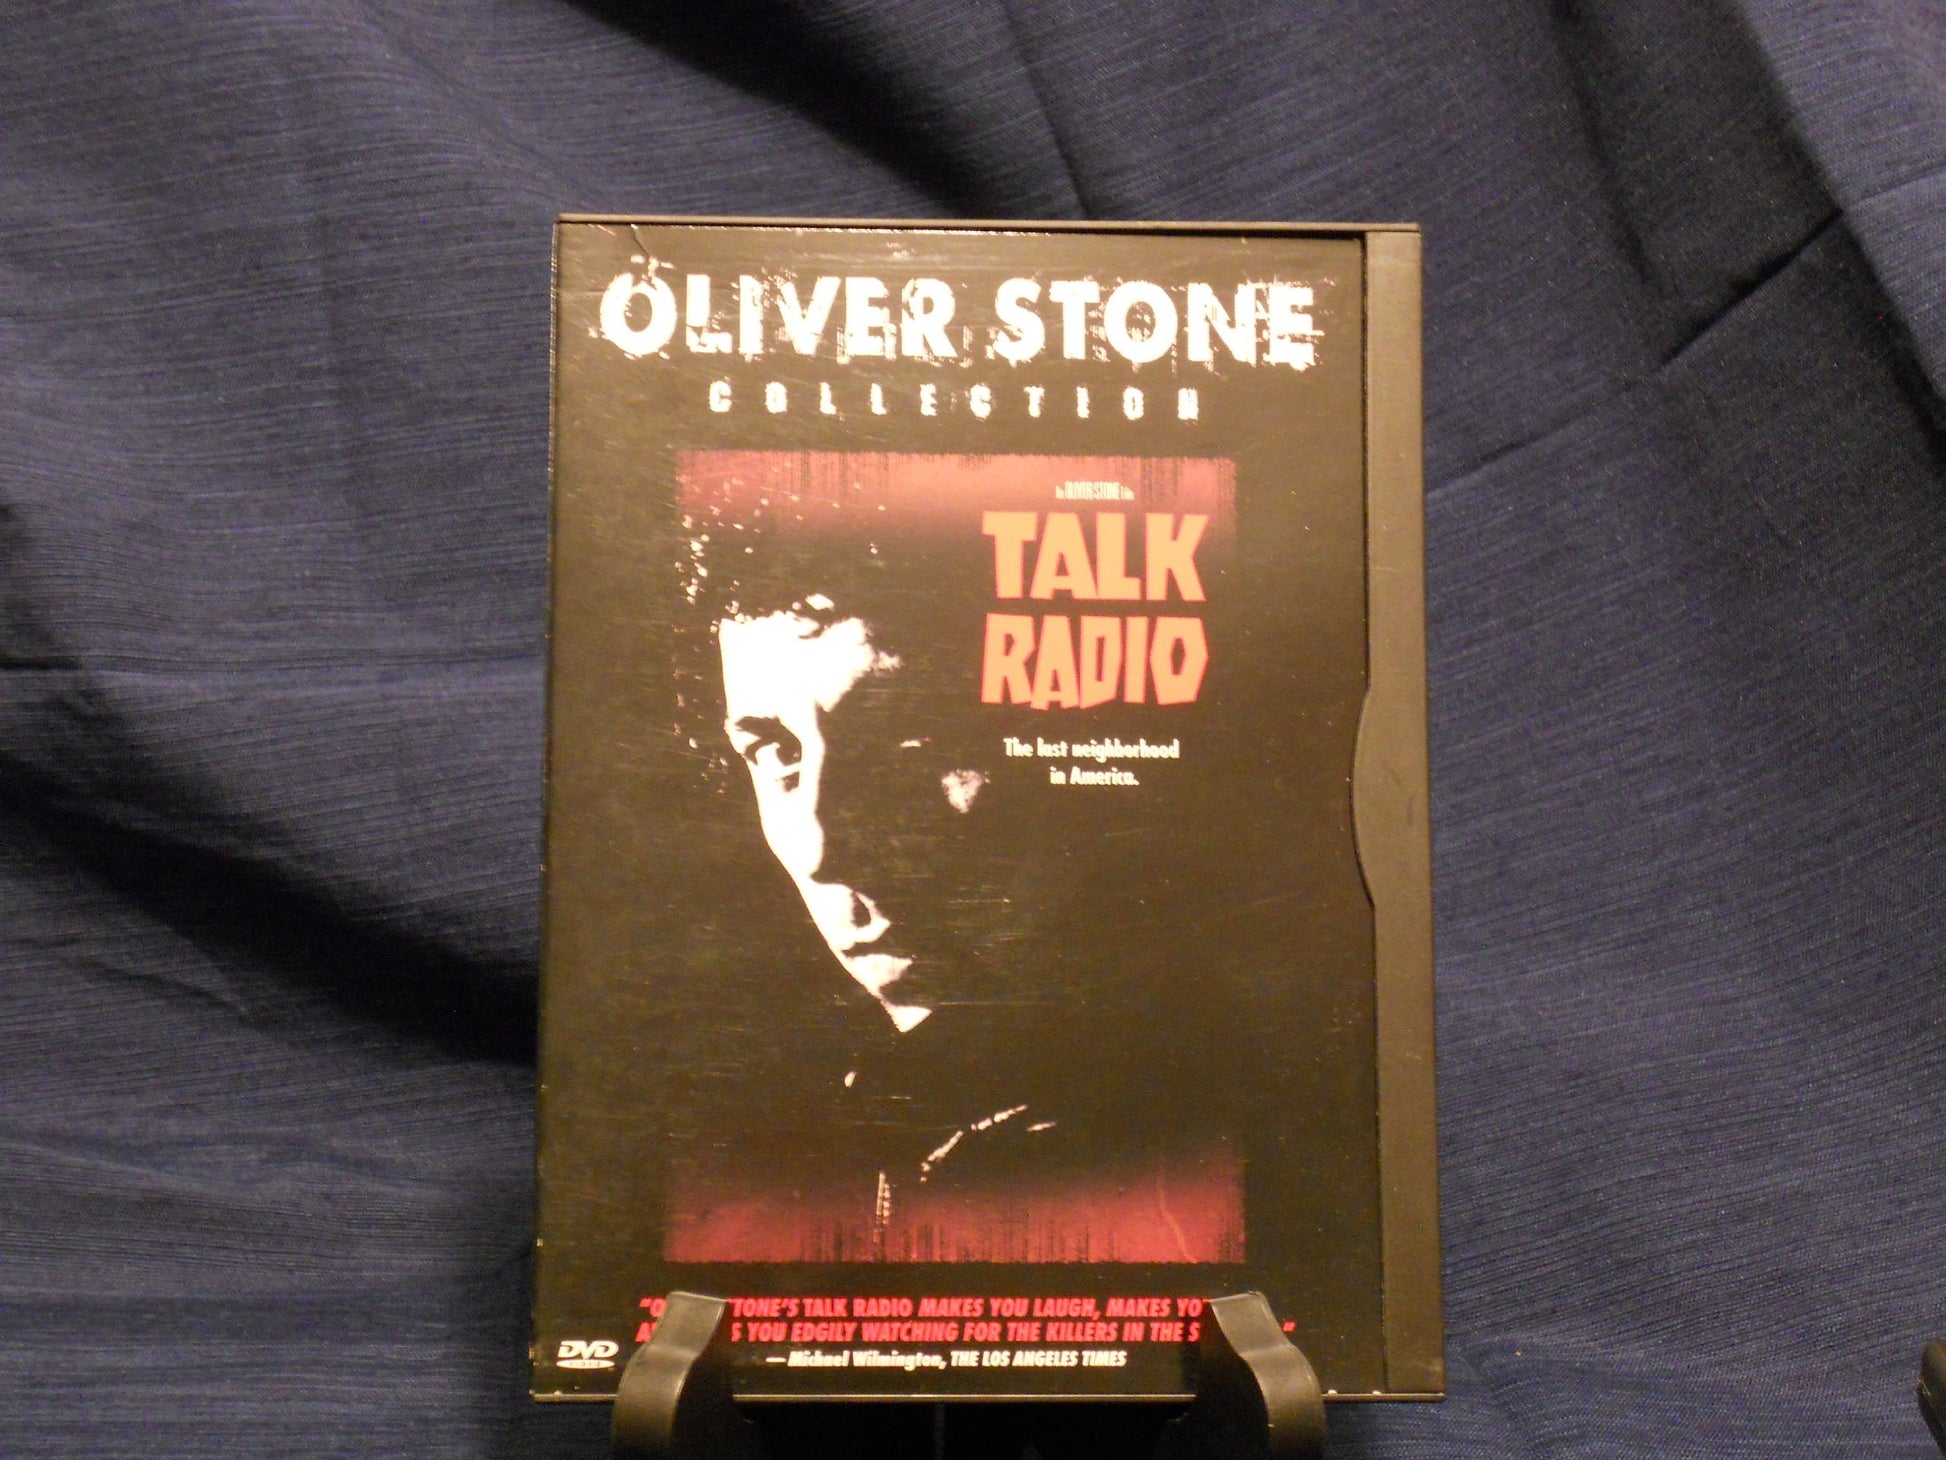 OLIVER STONE
COLLECTION
An OLIVER STONE Film
TALK
RADIO
The last neighborhood
in America.
TONE'S TALK RADIO MAKES YOU LAUGH, MAKES YO
S YOU EDGILY WATCHING FOR THE KILLERS IN THE S
— Michael Wilmington, THE LOS ANGELES TIMES
DVD
VIDEO